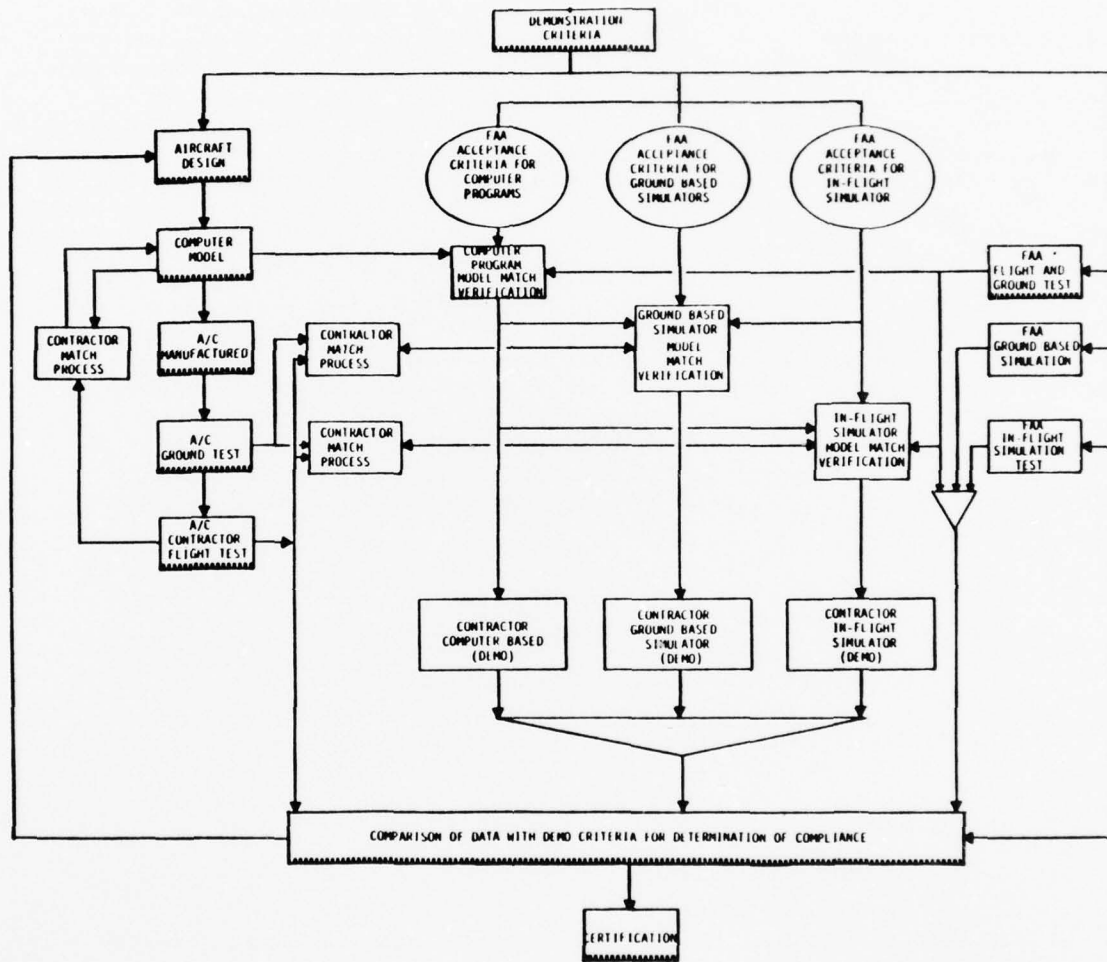 DEMONSTRATION
CRITERIA
AIRCRAFT
DESIGN
FAA
ACCEPTANCE
CRITERIA FOR
COMPUTER
PROGRAMS
FAA
ACCEPTANCE
CRITERIA FOR
GROUND BASED
SIMULATORS
FAA
ACCEPTANCE
CRITERIA FOR
IN-FLIGHT
SIMULATOR
COMPUTER
MODEL
COMPUTER
PROGRAM
MODEL MATCH
VERIFICATION
FAA
FLIGHT AND
GROUND TEST
CONTRACTOR
MATCH
PROCESS
A/C
MANUFACTURED
CONTRACTOR
MATCH
PROCESS
GROUND BASED
SIMULATOR
MODEL
MATCH
VERIFICATION
FAA
GROUND BASED
SIMULATION
A/C
GROUND TEST
CONTRACTOR
MATCH
PROCESS
IN-FLIGHT
SIMULATOR
MODEL MATCH
VERIFICATION
FAA
IN-FLIGHT
SIMULATION
TEST
A/C
CONTRACTOR
FLIGHT TEST
CONTRACTOR
COMPUTER BASED
(DEMO)
CONTRACTOR
GROUND BASED
SIMULATOR
(DEMO)
CONTRACTOR
IN-FLIGHT
SIMULATOR
(DEMO)
COMPARISON OF DATA WITH DEMO CRITERIA FOR DETERMINATION OF COMPLIANCE
CERTIFICATION